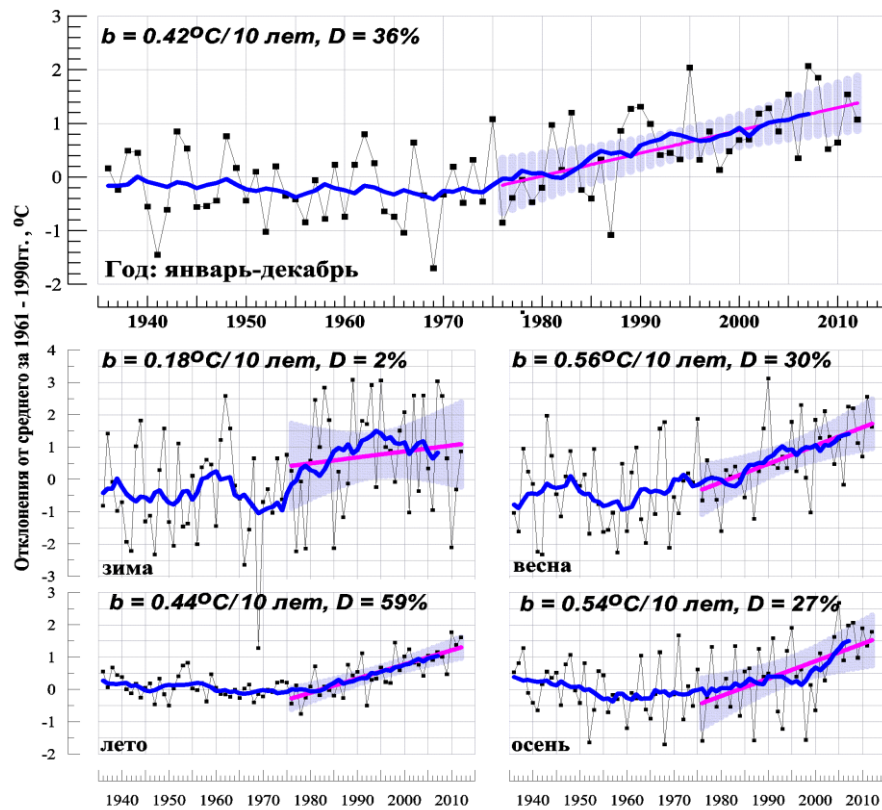 Отклонения от среднего за 1961 - 1990гг. , ºC
b = 0.42ºC/ 10 лет, D = 36%
3
2
1
0
-1
-2
Год: январь-декабрь
1940 1950 1960 1970 1980 1990 2000 2010
b = 0.18ºC/ 10 лет, D = 2%
4
3
2
1
0
-1
-2
-3
зима
b = 0.56ºC/ 10 лет, D = 30%
весна
b = 0.44ºC/ 10 лет, D = 59%
3
2
1
0
-1
-2
лето
b = 0.54ºC/ 10 лет, D = 27%
осень
1940 1950 1960 1970 1980 1990 2000 2010
1940 1950 1960 1970 1980 1990 2000 2010